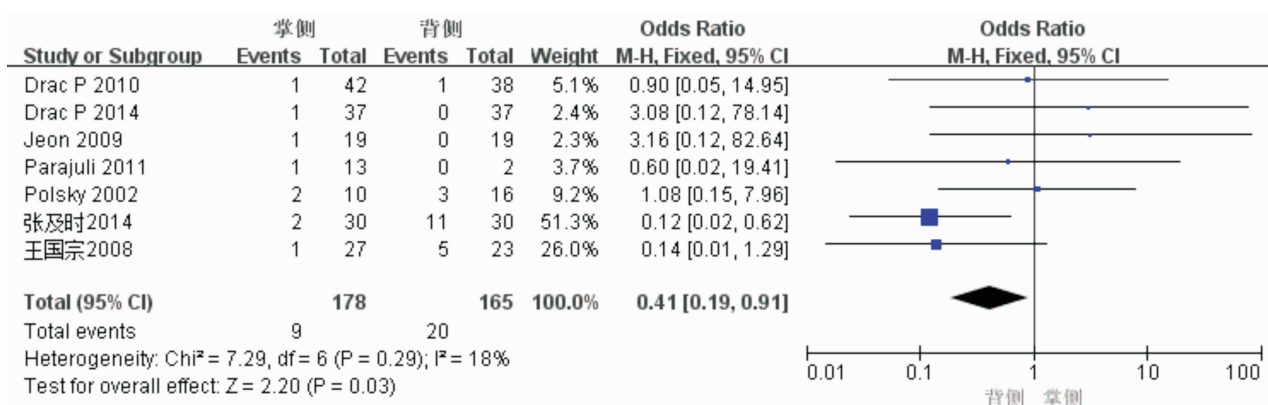 掌侧 背侧 Odds Ratio Odds Ratio
Study or Subgroup Events Total Events Total Weight M-H, Fixed, 95% CI M-H, Fixed, 95% CI
Drac P 2010 1 42 1 38 5.1% 0.90 [0.05, 14.95]
Drac P 2014 1 37 0 37 2.4% 3.08 [0.12, 78.14]
Jeon 2009 1 19 0 19 2.3% 3.16 [0.12, 82.64]
Parajuli 2011 1 13 0 2 3.7% 0.60 [0.02, 19.41]
Polsky 2002 2 10 3 16 9.2% 1.08 [0.15, 7.96]
张及时2014 2 30 11 30 51.3% 0.12 [0.02, 0.62]
王国宗2008 1 27 5 23 26.0% 0.14 [0.01, 1.29]
Total (95% CI) 178 165 100.0% 0.41 [0.19, 0.91]
Total events 9 20
Heterogeneity: Chi² = 7.29, df = 6 (P = 0.29); I² = 18%
Test for overall effect: Z = 2.20 (P = 0.03)
0.01 0.1 1 10 100
背侧 掌侧